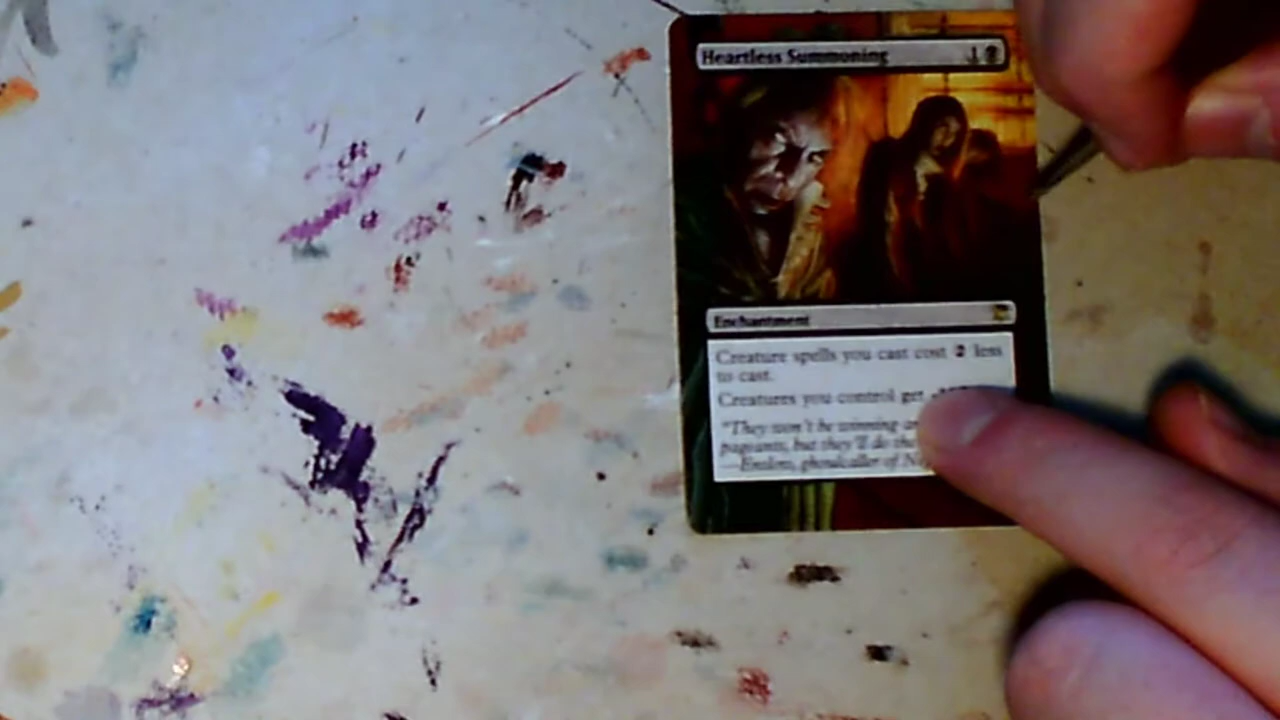 Heartless Summoning 1
Enchantment
Creature spells you cast cost 2 less
to cast.
Creatures you control get
"They won't be winning
pageants, but they'll do the
ghoulcaller of